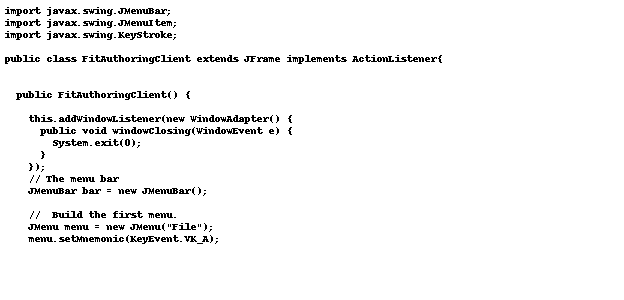 import javax.swing.JMenuBar;
import javax.swing.JMenuItem;
import javax.swing.KeyStroke;

public class FitAuthoringClient extends JFrame implements ActionListener{


  public FitAuthoringClient() {

    this.addWindowListener(new WindowAdapter() {
      public void windowClosing(WindowEvent e) {
        System.exit(0);
      }
    });
    // The menu bar
    JMenuBar bar = new JMenuBar();

    //  Build the first menu.
    JMenu menu = new JMenu("File");
    menu.setMnemonic(KeyEvent.VK_A);